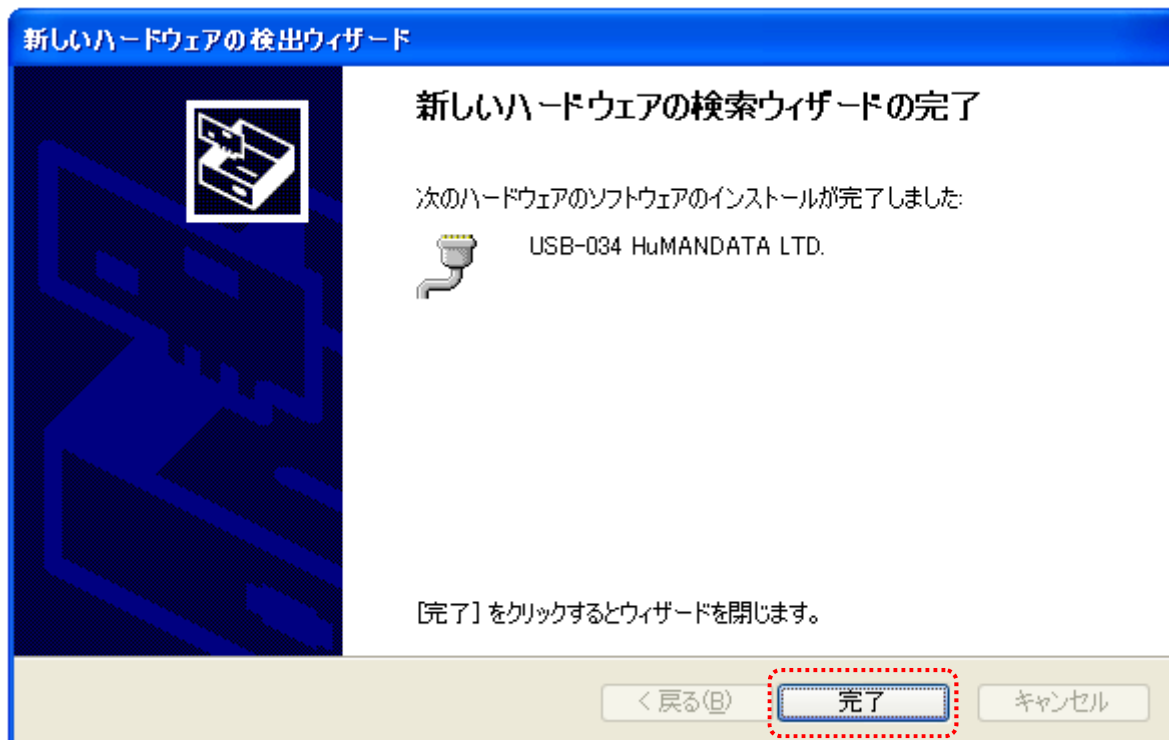 新しいハードウェアの検出ウィザード
新しいハードウェアの検索ウィザードの完了
次のハードウェアのソフトウェアのインストールが完了しました:
USB-034 HuMANDATA LTD.
[完了] をクリックするとウィザードを閉じます。
< 戻る(B) 完了 キャンセル